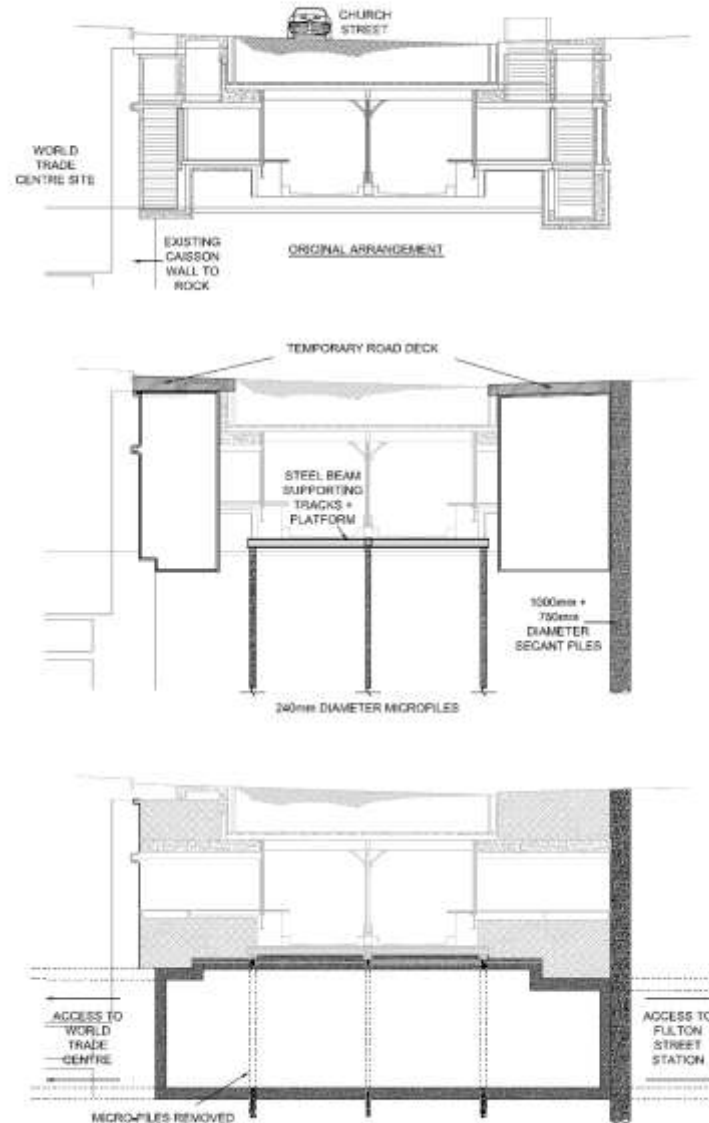 CHURCH
STREET
WORLD
TRADE
CENTRE SITE
EXISTING
CAISSON
WALL TO
ROCK
ORIGINAL ARRANGEMENT
TEMPORARY ROAD DECK
STEEL BEAM
SUPPORTING
TRACKS +
PLATFORM
1000mm +
750mm
DIAMETER
SECANT PILES
240mm DIAMETER MICROPILES
ACCESS TO
WORLD
TRADE
CENTRE
ACCESS TO
FULTON
STREET
STATION
MICRO-PILES REMOVED